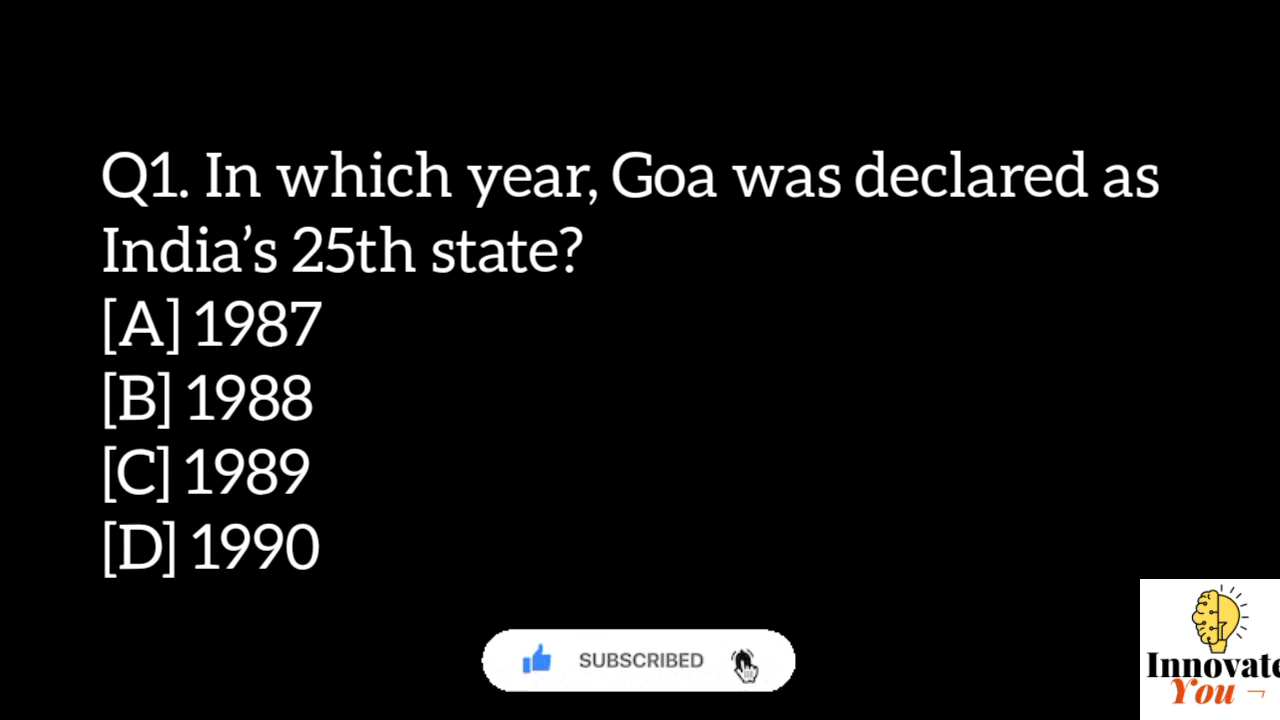 Q1. In which year, Goa was declared as
India’s 25th state?
[A] 1987
[B] 1988
[C] 1989
[D] 1990
SUBSCRIBED
Innovate
You